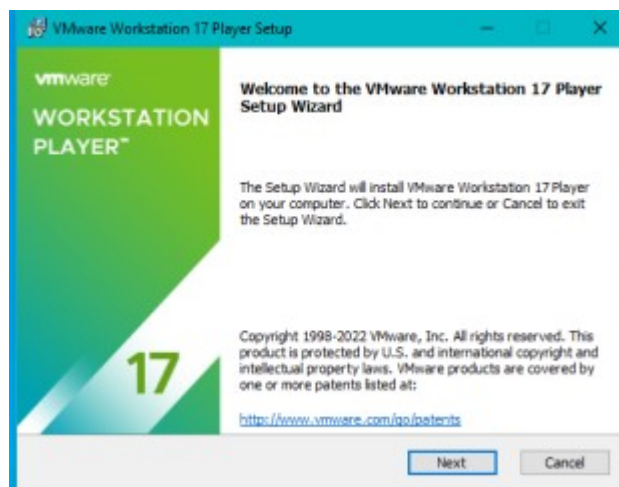 VMware Workstation 17 Player Setup
vmware
WORKSTATION
PLAYER™
Welcome to the VMware Workstation 17 Player
Setup Wizard
The Setup Wizard will install VMware Workstation 17 Player
on your computer. Click Next to continue or Cancel to exit
the Setup Wizard.
Copyright 1998-2022 VMware, Inc. All rights reserved. This
product is protected by U.S. and international copyright and
intellectual property laws. VMware products are covered by
one or more patents listed at:
17
http://www.vmware.com/go/patents
Next
Cancel